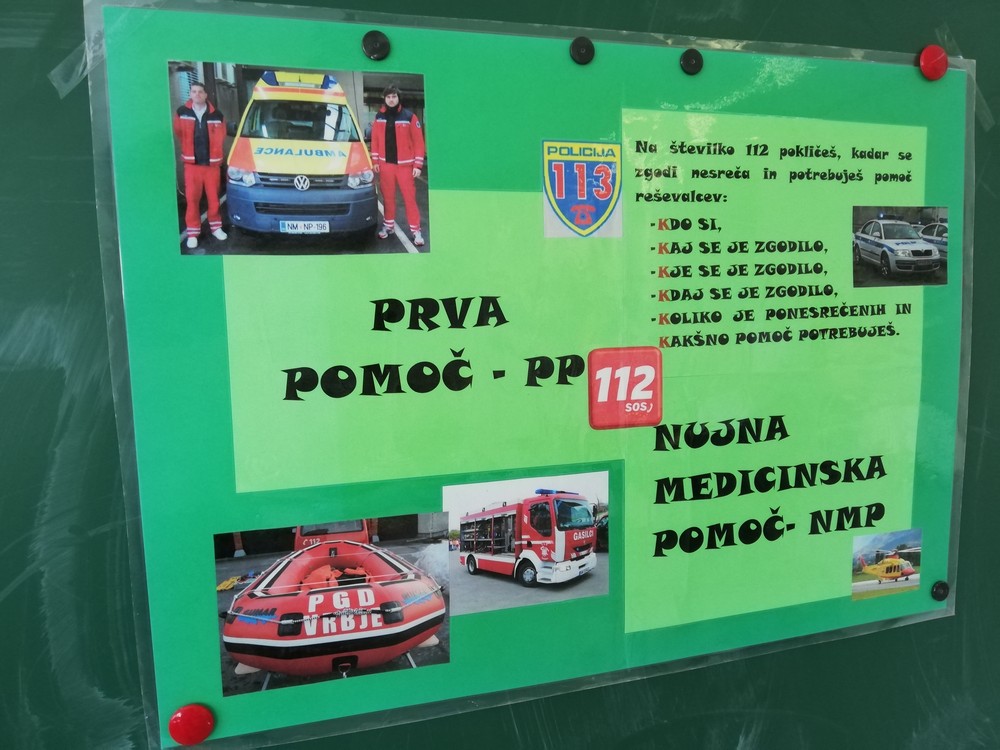 AMBULANCE
NM NP-196
POLICIJA
113
Na številko 112 pokličeš, kadar se
zgodi nesreča in potrebuješ pomoč
reševalcev:
-KDO SI,
-KAJ SE JE ZGODILO,
-KJE SE JE ZGODILO,
-KDAJ SE JE ZGODILO,
-KOLIKO JE PONESREČENIH IN
KAKŠNO POMOČ POTREBUJEŠ.
PRVA
POMOČ - PP
112
SOS
NUJNA
MEDICINSKA
POMOČ- NMP
GASILCI
PGD
VRBJE